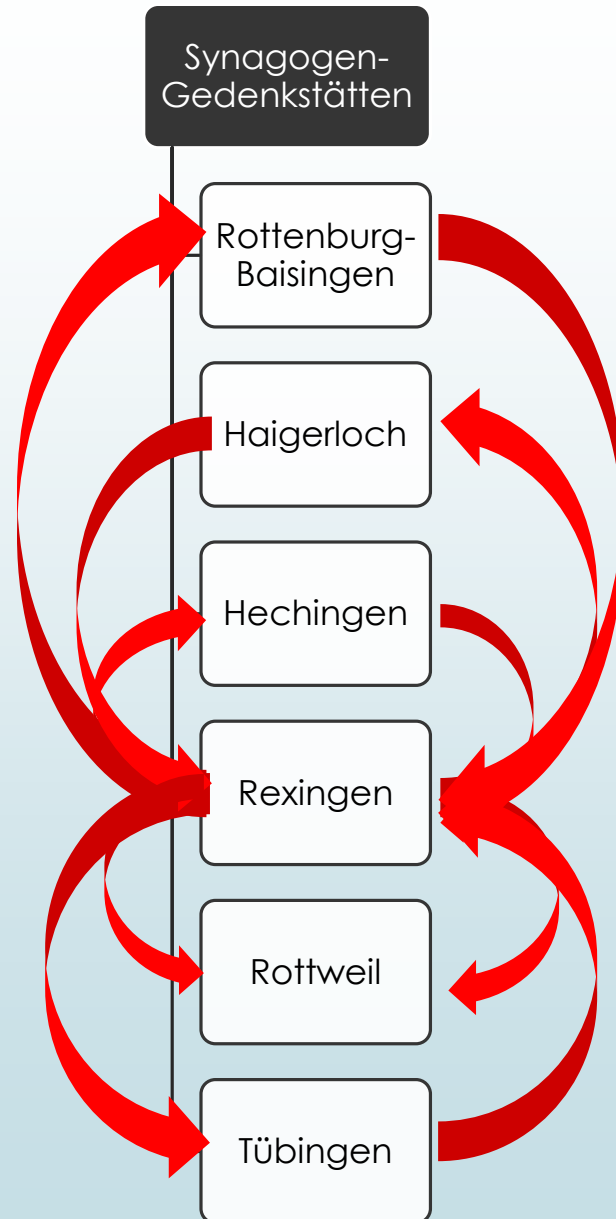 Synagogen-
Gedenkstätten
Rottenburg-
Baisingen
Haigerloch
Hechingen
Rexingen
Rottweil
Tübingen